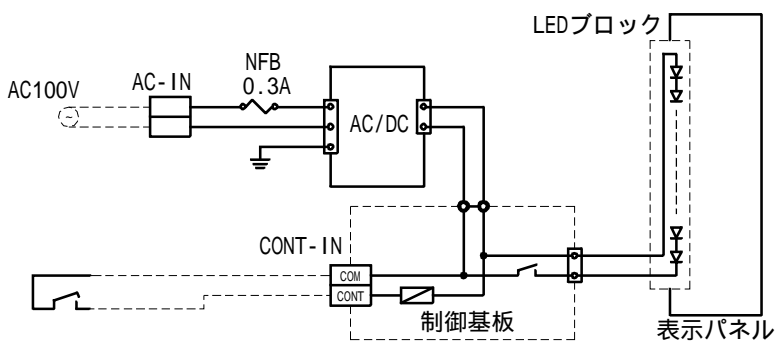 LEDブロック
NFB
0.3A
AC-IN
AC100V
~
AC/DC
CONT-IN
COM
CONT
制御基板
表示パネル